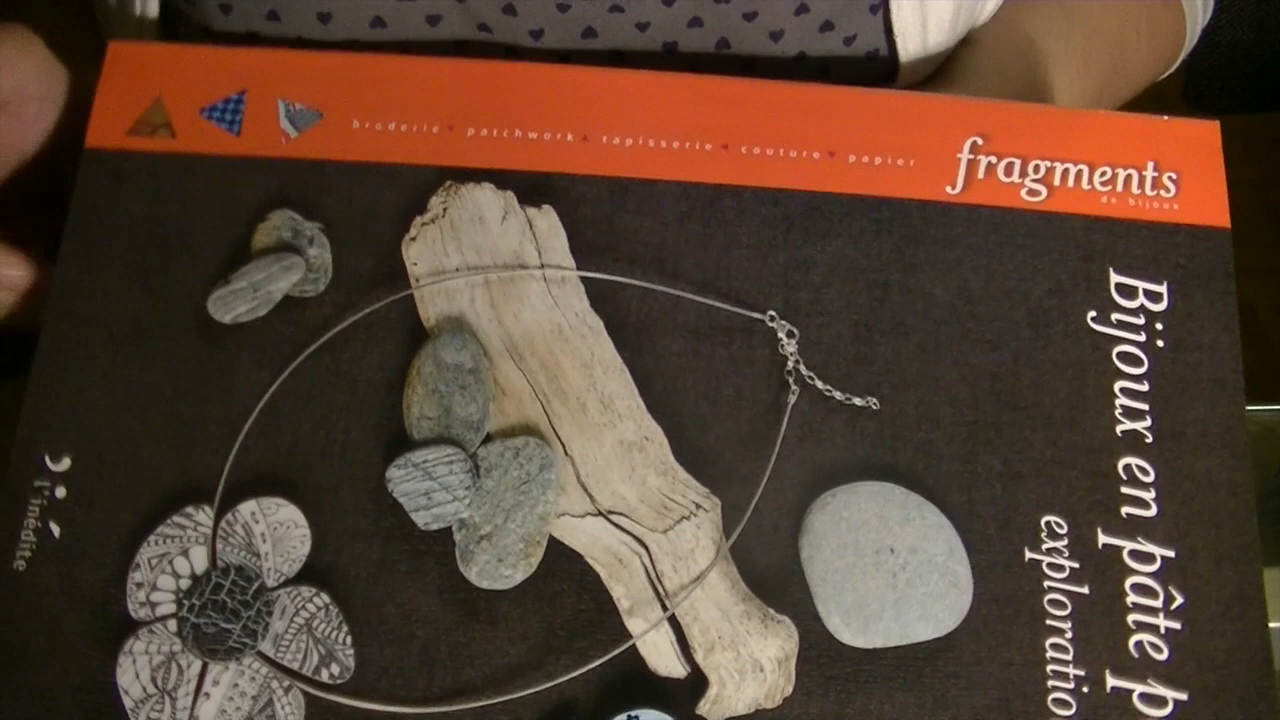 broderie patchwork tapisserie couture papier
fragments
de bijoux
Bijoux en pâte p
exploratio
l'inédite